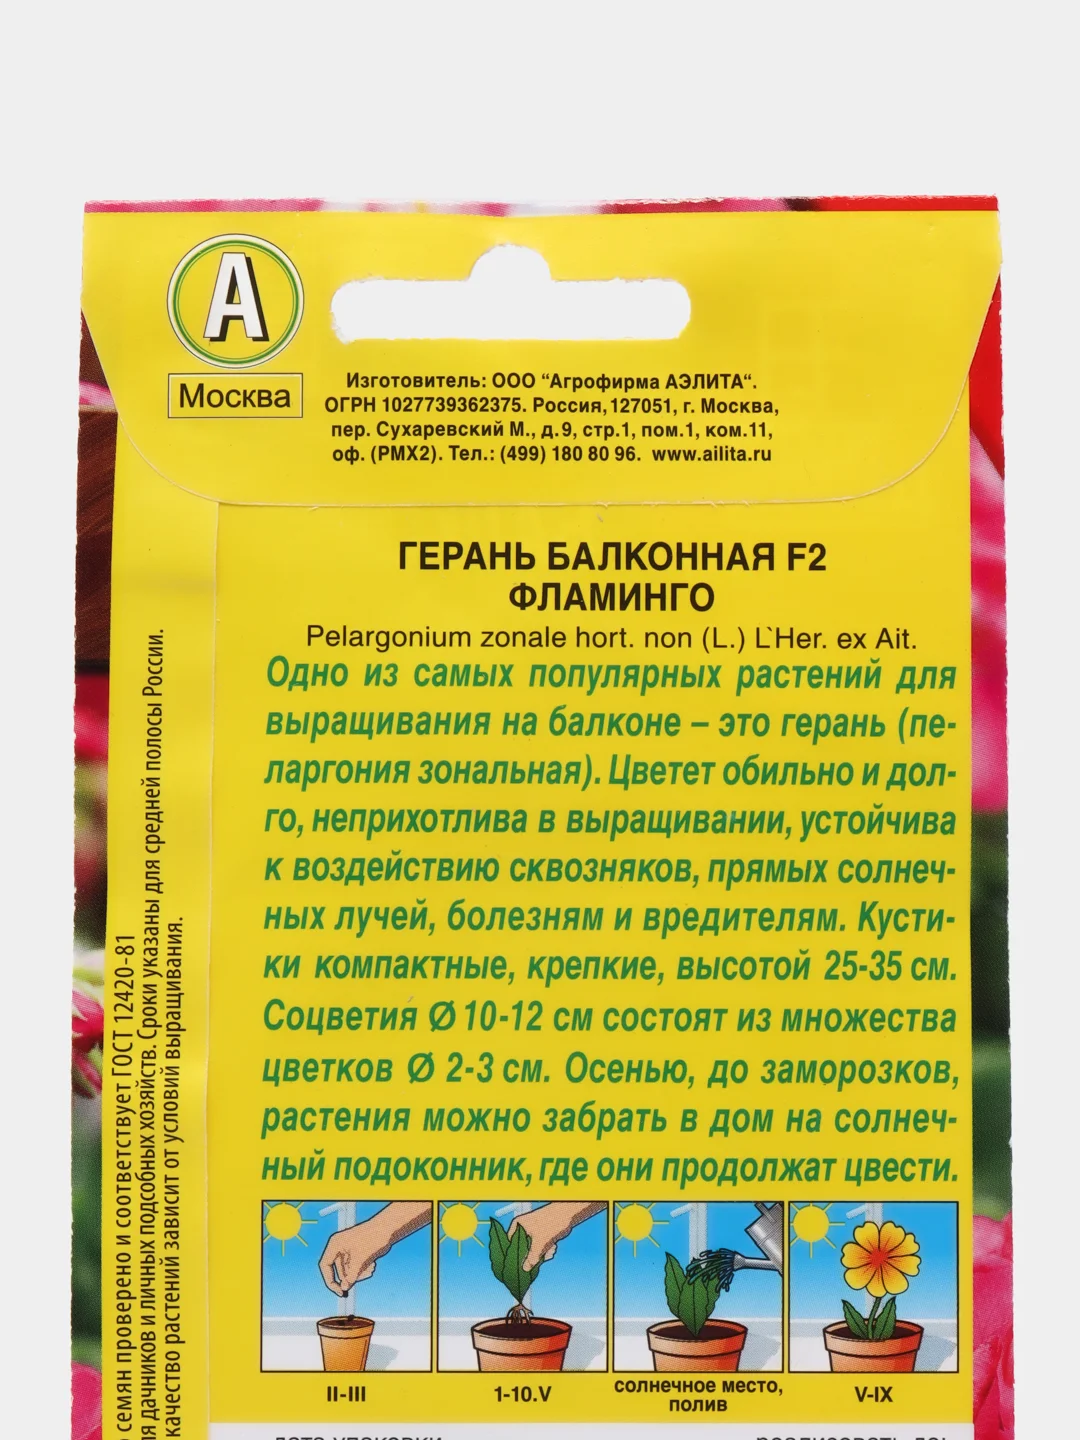 А
Москва
Изготовитель: ООО “Агрофирма АЭЛИТА“.
ОГРН 1027739362375. Россия, 127051, г. Москва,
пер. Сухаревский М., д.9, стр.1, пом.1, ком.11,
оф. (РМХ2). Тел.: (499) 180 80 96. www.ailita.ru
ГЕРАНЬ БАЛКОННАЯ F2
ФЛАМИНГО
Pelargonium zonale hort. non (L.) L`Her. ex Ait.
Одно из самых популярных растений для
выращивания на балконе – это герань (пе-
ларгония зональная). Цветет обильно и дол-
го, неприхотлива в выращивании, устойчива
к воздействию сквозняков, прямых солнеч-
ных лучей, болезням и вредителям. Кусти-
ки компактные, крепкие, высотой 25-35 см.
Соцветия Ø 10-12 см состоят из множества
цветков Ø 2-3 см. Осенью, до заморозков,
растения можно забрать в дом на солнеч-
ный подоконник, где они продолжат цвести.
II-III
1-10.V
солнечное место,
полив
V-IX
семян проверено и соответствует ГОСТ 12420-81
дачников и личных подсобных хозяйств. Сроки указаны для средней полосы России.
качество растений зависит от условий выращивания.